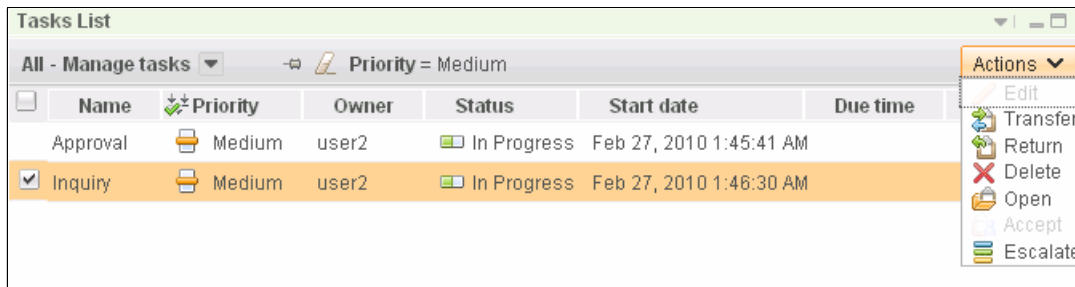 Tasks List
All - Manage tasks Priority = Medium Actions
Name Priority Owner Status Start date Due time Edit
Transfer
Approval Medium user2 In Progress Feb 27, 2010 1:45:41 AM Return
Inquiry Medium user2 In Progress Feb 27, 2010 1:46:30 AM Delete
Open
Accept
Escalate